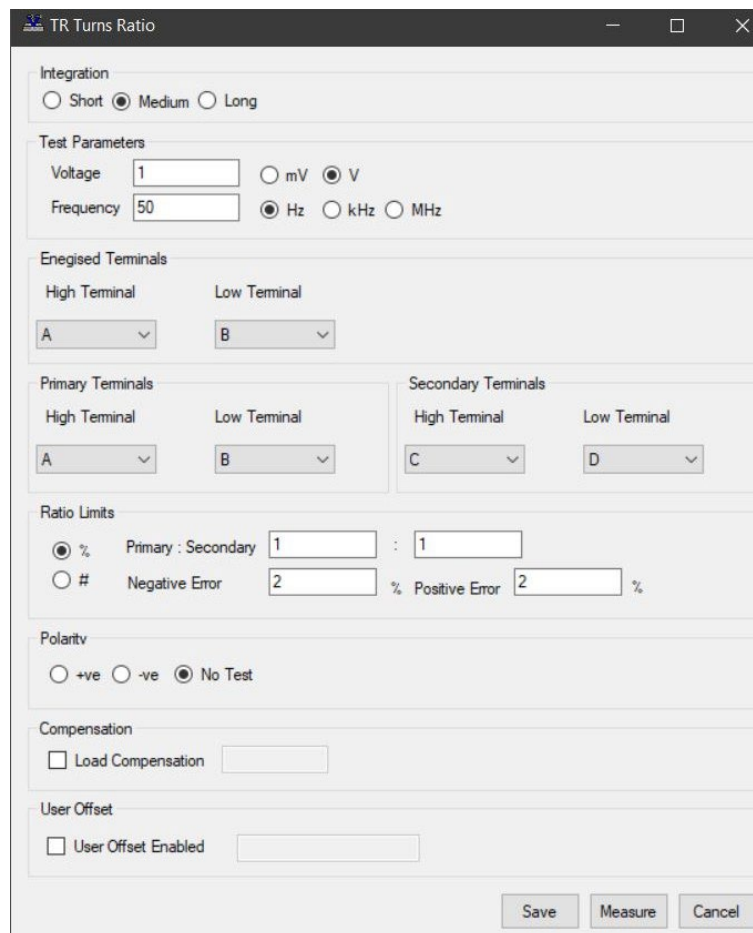 TR Turns Ratio
Integration
Short Medium Long
Test Parameters
Voltage 1 mV V
Frequency 50 Hz kHz MHz
Enegised Terminals
High Terminal Low Terminal
A B
Primary Terminals Secondary Terminals
High Terminal Low Terminal High Terminal Low Terminal
A B C D
Ratio Limits
% Primary : Secondary 1 : 1
# Negative Error 2 % Positive Error 2 %
Polarity
+ve -ve No Test
Compensation
Load Compensation
User Offset
User Offset Enabled
Save Measure Cancel